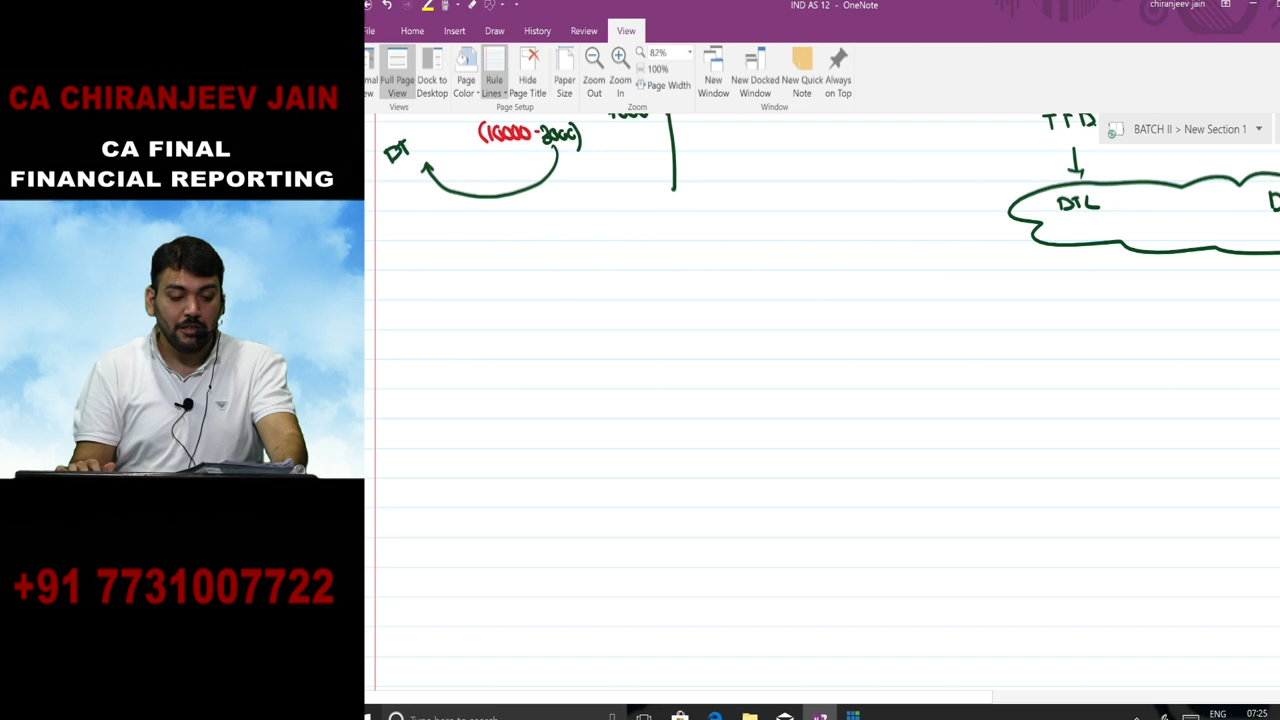 CA CHIRANJEEV JAIN
CA FINAL
FINANCIAL REPORTING
+91 7731007722
IND AS 12 - OneNote
chiranjeev jain
Home
Insert
Draw
History
Review
View
Full Page View
Dock to Desktop
Views
Page Color
Rule Lines
Hide Page Title
Paper Size
Page Setup
Zoom Out
Zoom In
82%
100%
Page Width
Zoom
New Window
New Docked Window
New Quick Note
Always on Top
Window
BATCH II > New Section 1
DT
TTD
DTL
ENG
07:25